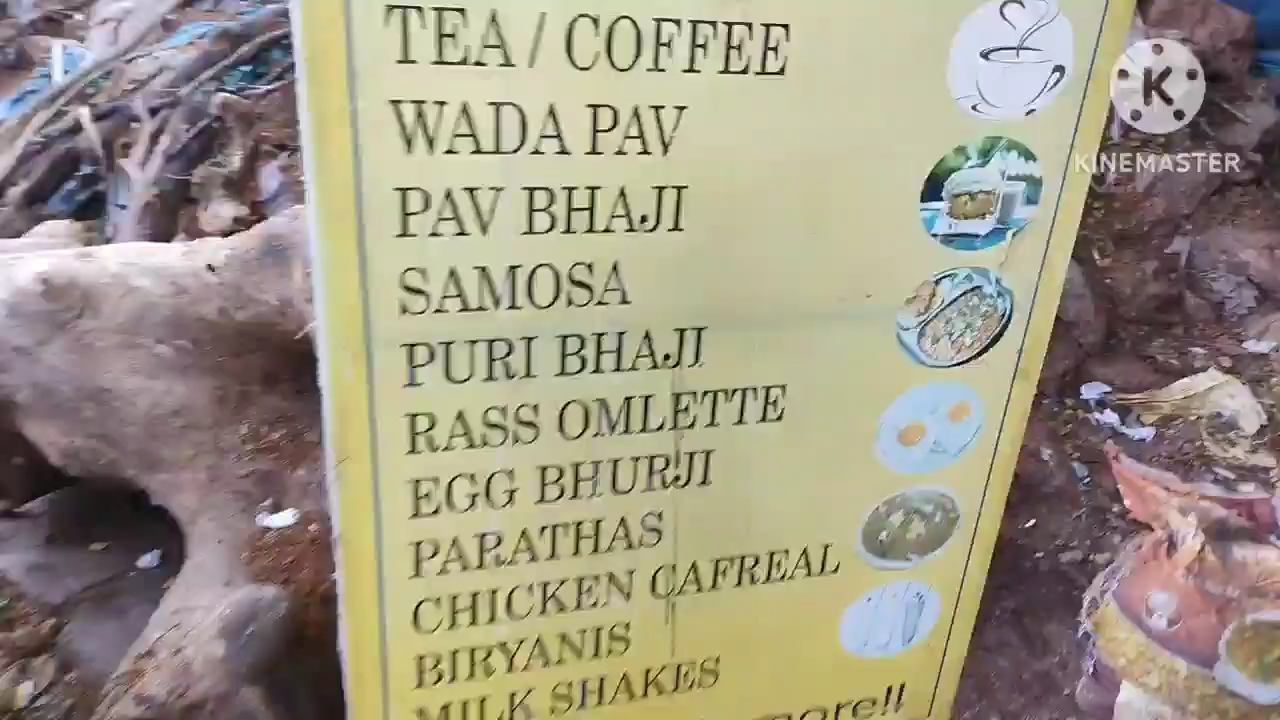 TEA / COFFEE
WADA PAV
PAV BHAJI
SAMOSA
PURI BHAJI
RASS OMLETTE
EGG BHURJI
PARATHAS
CHICKEN CAFREAL
BIRYANIS
MILK SHAKES
more!!
K
KINEMASTER